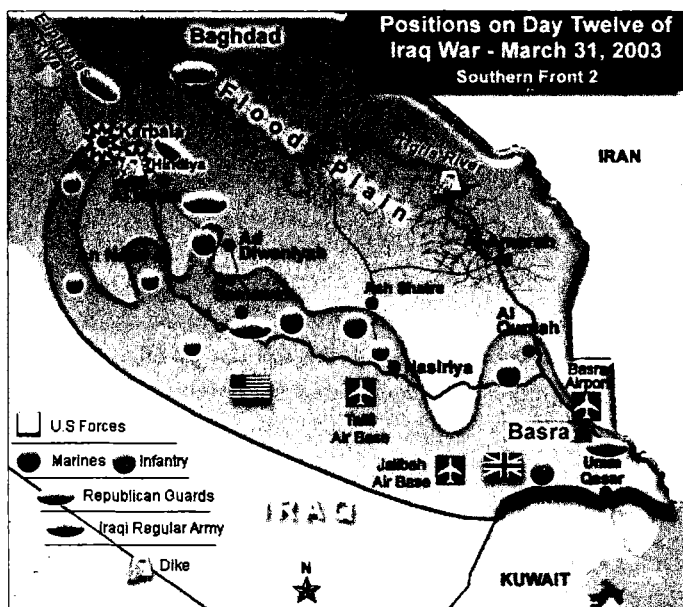 Positions on Day Twelve of
Iraq War - March 31, 2003
Southern Front 2
Baghdad
Flood Plain
Karbala
Tigris River
IRAN
Ad
Diwaniyah
Ash Shatra
Al
Qurnah
Nasiriya
Basra
Airport
Air Base
Basra
Jalibah
Air Base
Umm
Qasar
U.S Forces
Marines
Infantry
Republican Guards
Iraqi Regular Army
Dike
IRAQ
N
KUWAIT